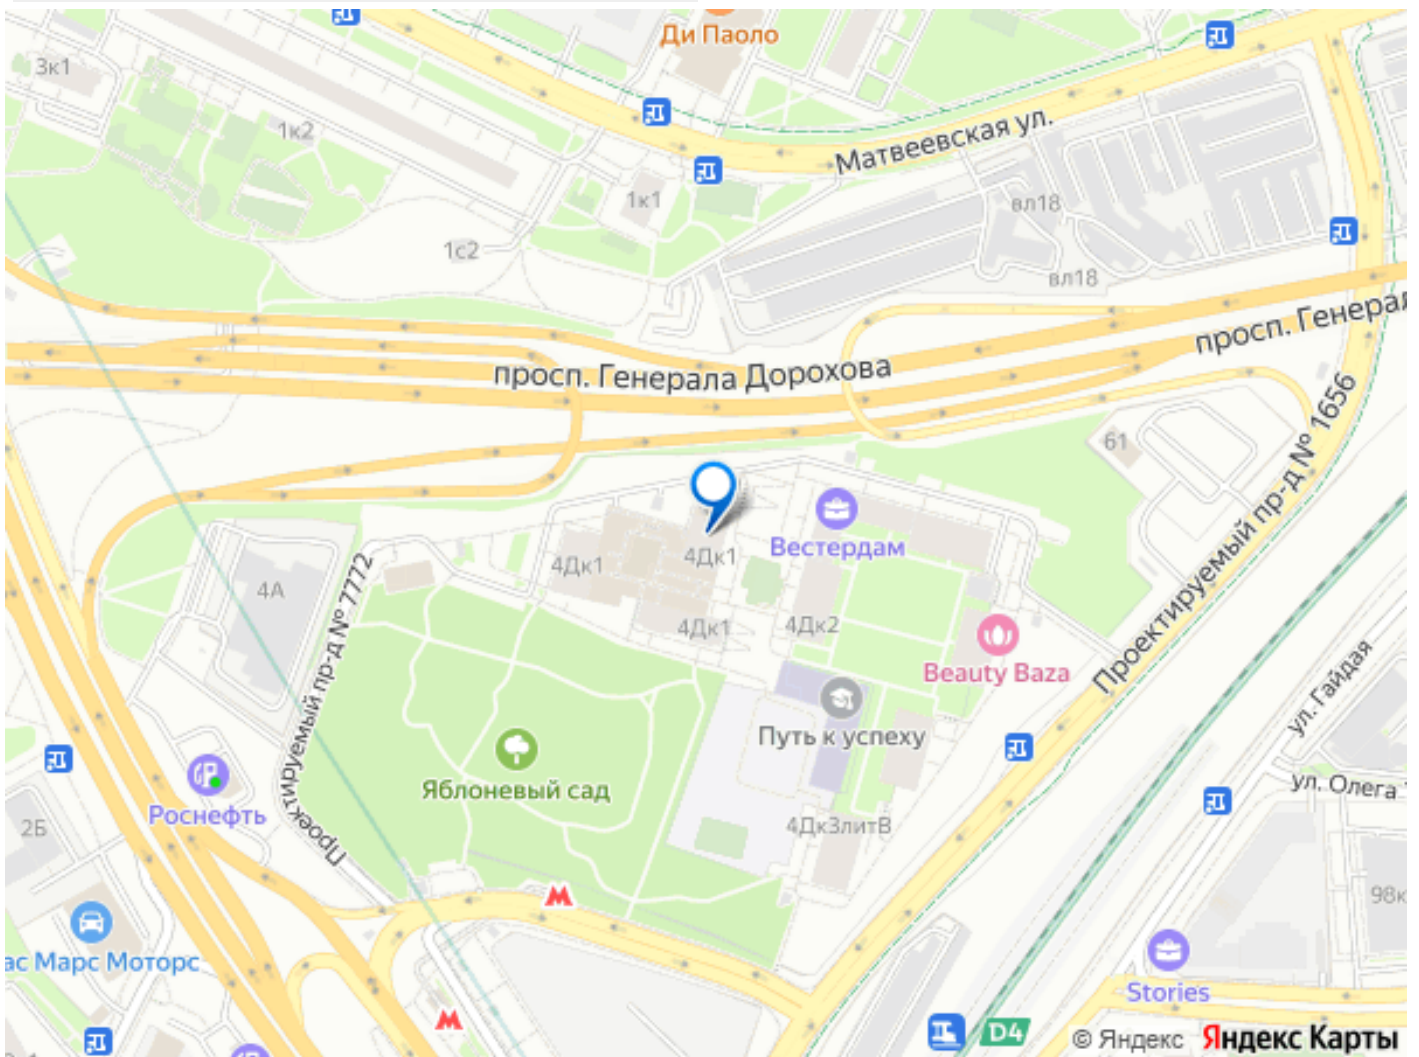 Ди Паоло
3к1
1к2
Матвеевская ул.
1к1
вл18
1с2
вл18
просп. Генерал
просп. Генерала Дорохова
61
Проектируемый пр-д № 1656
Вестердам
4Дк1
4Дк1
4А
Проектируемый пр-д № 7772
4Дк1
4Дк2
Beauty Baza
ул. Гайдая
Путь к успеху
Яблоневый сад
ул. Олега
Роснефть
2Б
4Дк3литВ
98к
ас Марс Моторс
Stories
D4
© Яндекс Яндекс Карты